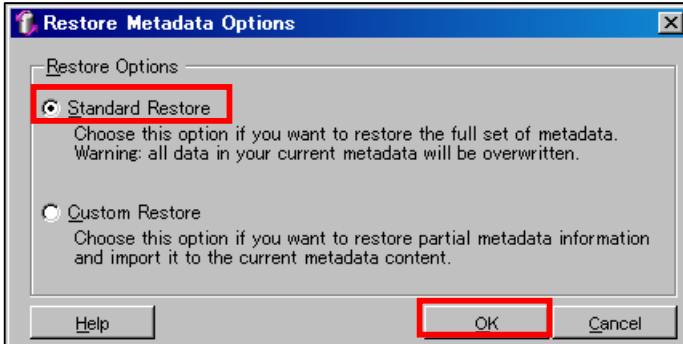 Restore Metadata Options
Restore Options
Standard Restore
Choose this option if you want to restore the full set of metadata.
Warning: all data in your current metadata will be overwritten.
Custom Restore
Choose this option if you want to restore partial metadata information
and import it to the current metadata content.
Help OK Cancel